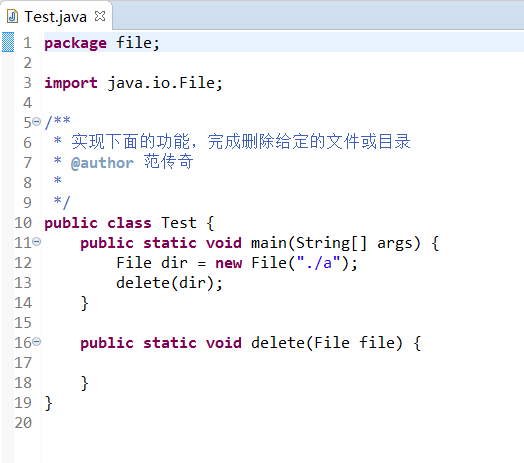 Test.java
1 package file;
2
3 import java.io.File;
4
5 /**
6  * 实现下面的功能，完成删除给定的文件或目录
7  * @author 范传奇
8  *
9  */
10 public class Test {
11     public static void main(String[] args) {
12         File dir = new File("./a");
13         delete(dir);
14     }
15
16     public static void delete(File file) {
17
18     }
19 }
20